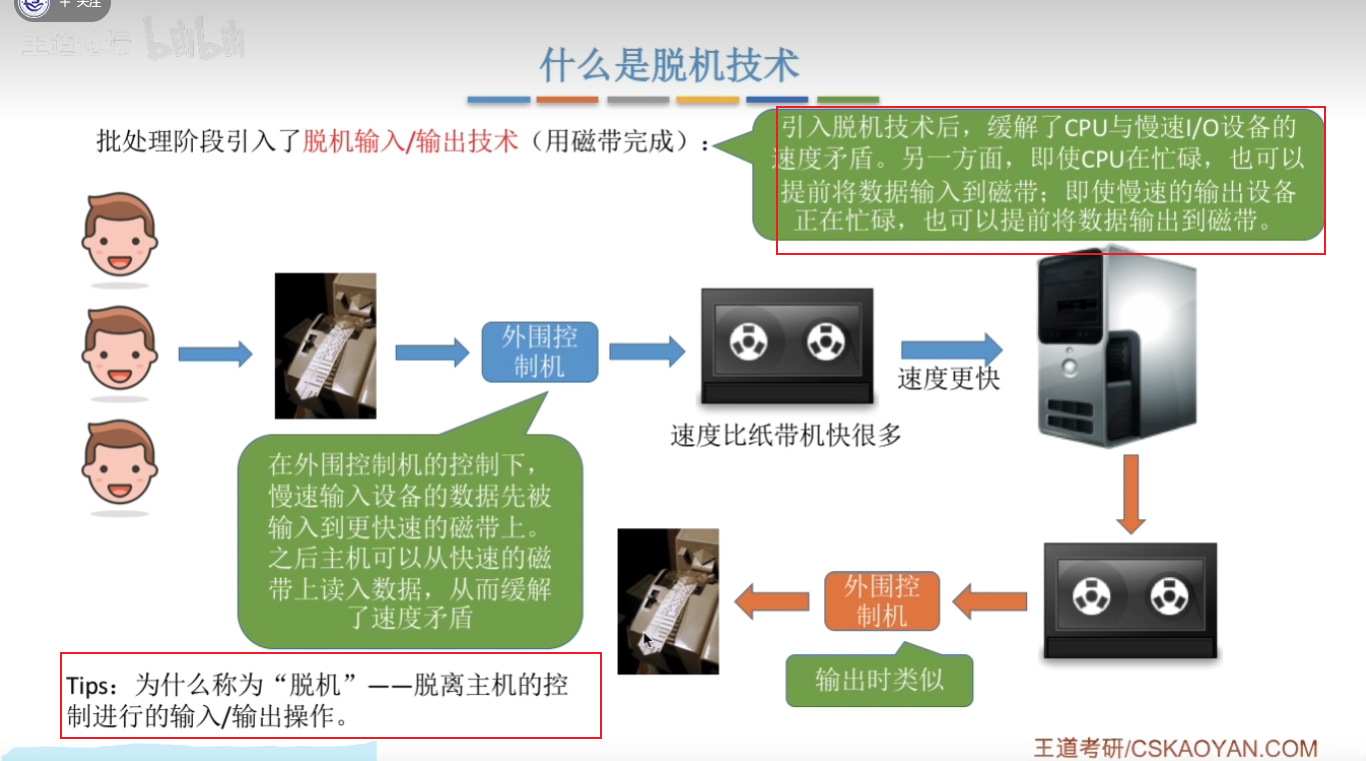 关注
王道论坛 bilibili
什么是脱机技术
批处理阶段引入了脱机输入/输出技术（用磁带完成）：
引入脱机技术后，缓解了CPU与慢速I/O设备的
速度矛盾。另一方面，即使CPU在忙碌，也可以
提前将数据输入到磁带；即使慢速的输出设备
正在忙碌，也可以提前将数据输出到磁带。
外围控
制机
速度更快
速度比纸带机快很多
在外围控制机的控制下，
慢速输入设备的数据先被
输入到更快速的磁带上。
之后主机可以从快速的磁
带上读入数据，从而缓解
了速度矛盾
外围控
制机
输出时类似
Tips：为什么称为“脱机”——脱离主机的控
制进行的输入/输出操作。
王道考研/CSKAOYAN.COM